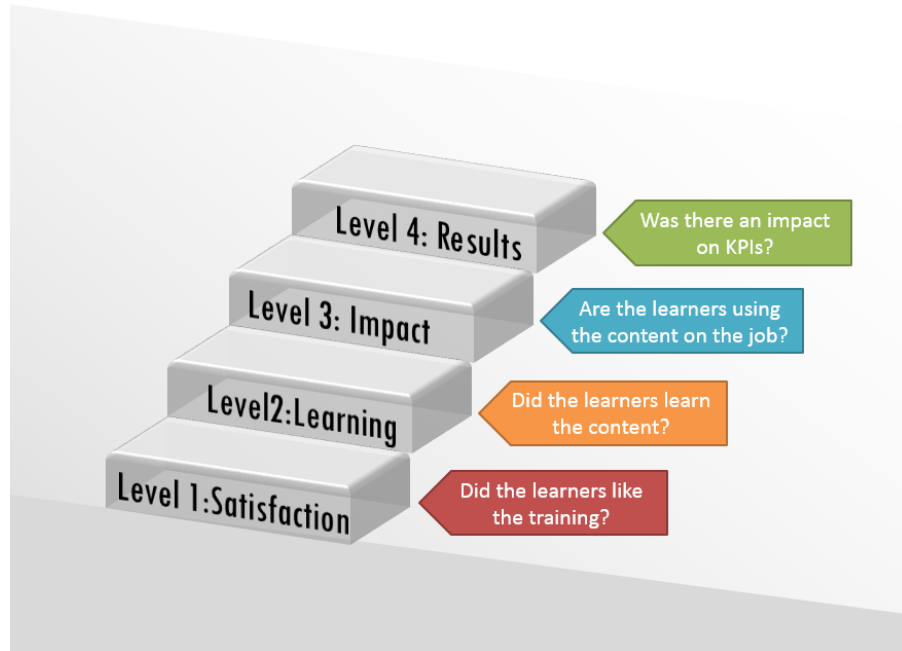 Level 4: Results
Was there an impact
on KPIs?
Level 3: Impact
Are the learners using
the content on the job?
Level2:Learning
Did the learners learn
the content?
Level 1:Satisfaction
Did the learners like
the training?